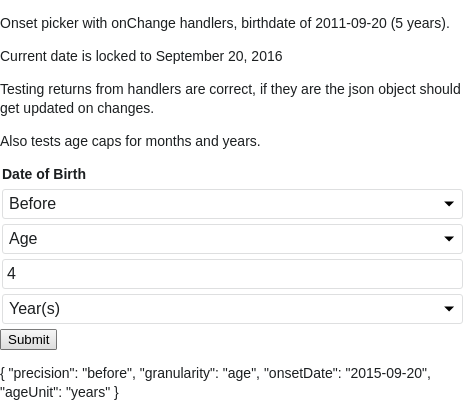 Onset picker with onChange handlers, birthdate of 2011-09-20 (5 years).
Current date is locked to September 20, 2016
Testing returns from handlers are correct, if they are the json object should
get updated on changes.
Also tests age caps for months and years.
Date of Birth
Before
Age
4
Year(s)
Submit
{ "precision": "before", "granularity": "age", "onsetDate": "2015-09-20",
"ageUnit": "years" }